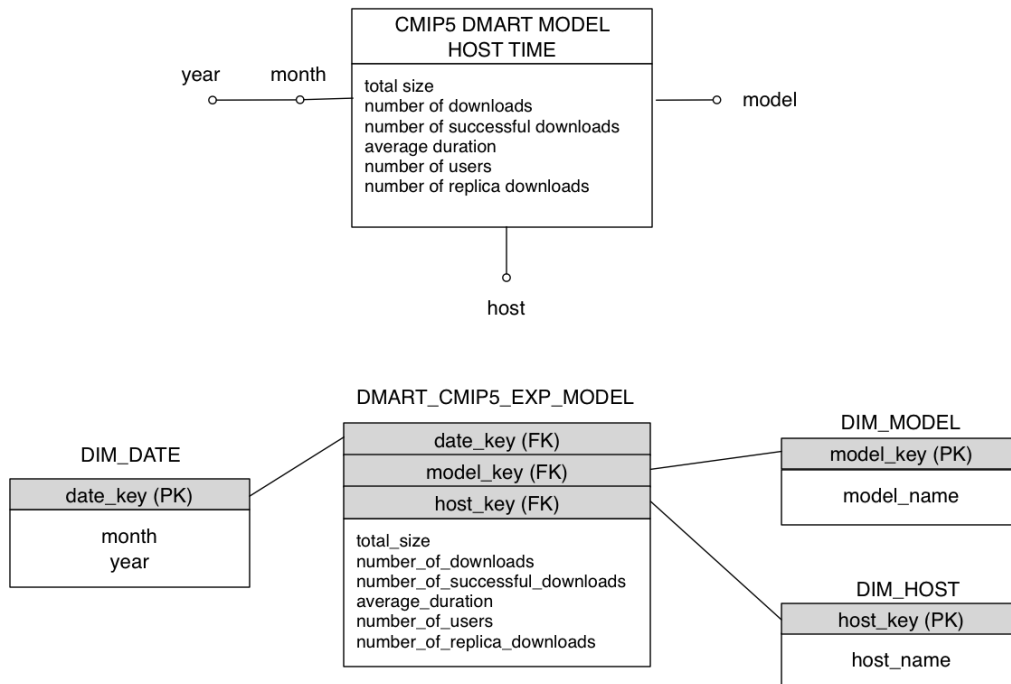 CMIP5 DMART MODEL
HOST TIME
year
month
total size
number of downloads
number of successful downloads
average duration
number of users
number of replica downloads
model
host
DMART_CMIP5_EXP_MODEL
date_key (FK)
model_key (FK)
host_key (FK)
total_size
number_of_downloads
number_of_successful_downloads
average_duration
number_of_users
number_of_replica_downloads
DIM_DATE
date_key (PK)
month
year
DIM_MODEL
model_key (PK)
model_name
DIM_HOST
host_key (PK)
host_name